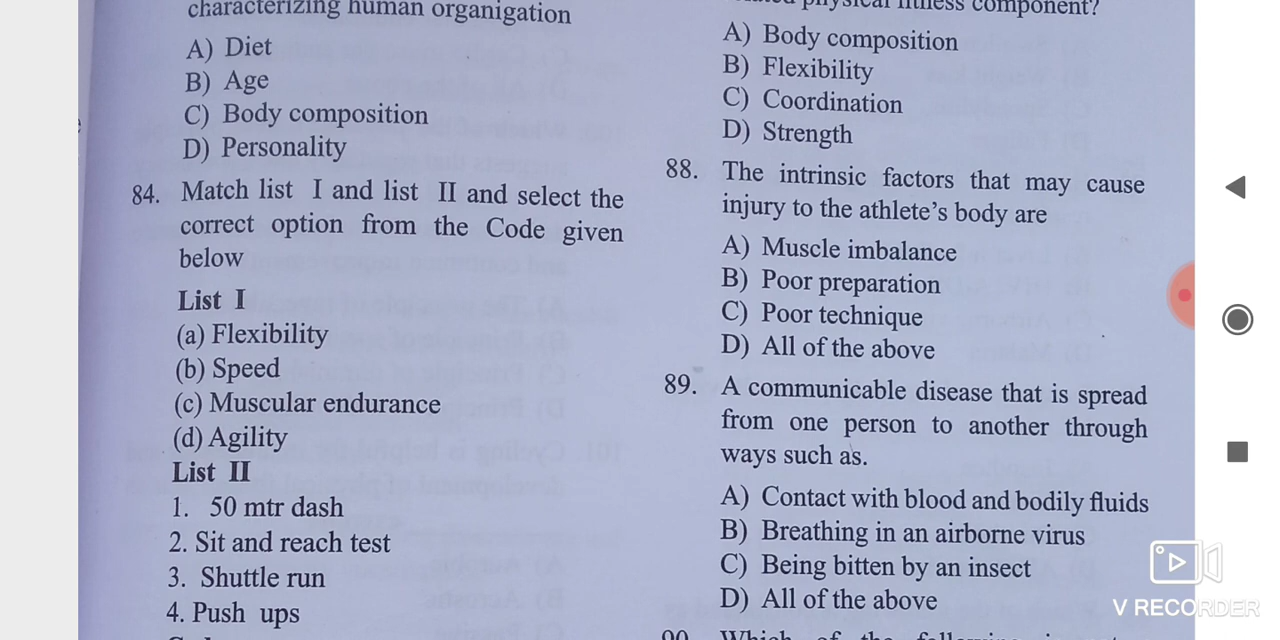 characterizing human organigation
A) Diet
B) Age
C) Body composition
D) Personality
84. Match list I and list II and select the
correct option from the Code given
below
List I
(a) Flexibility
(b) Speed
(c) Muscular endurance
(d) Agility
List II
1. 50 mtr dash
2. Sit and reach test
3. Shuttle run
4. Push ups
physical fitness component?
A) Body composition
B) Flexibility
C) Coordination
D) Strength
88. The intrinsic factors that may cause
injury to the athlete's body are
A) Muscle imbalance
B) Poor preparation
C) Poor technique
D) All of the above
89. A communicable disease that is spread
from one person to another through
ways such as.
A) Contact with blood and bodily fluids
B) Breathing in an airborne virus
C) Being bitten by an insect
D) All of the above
90. Which of the following
V RECORDER